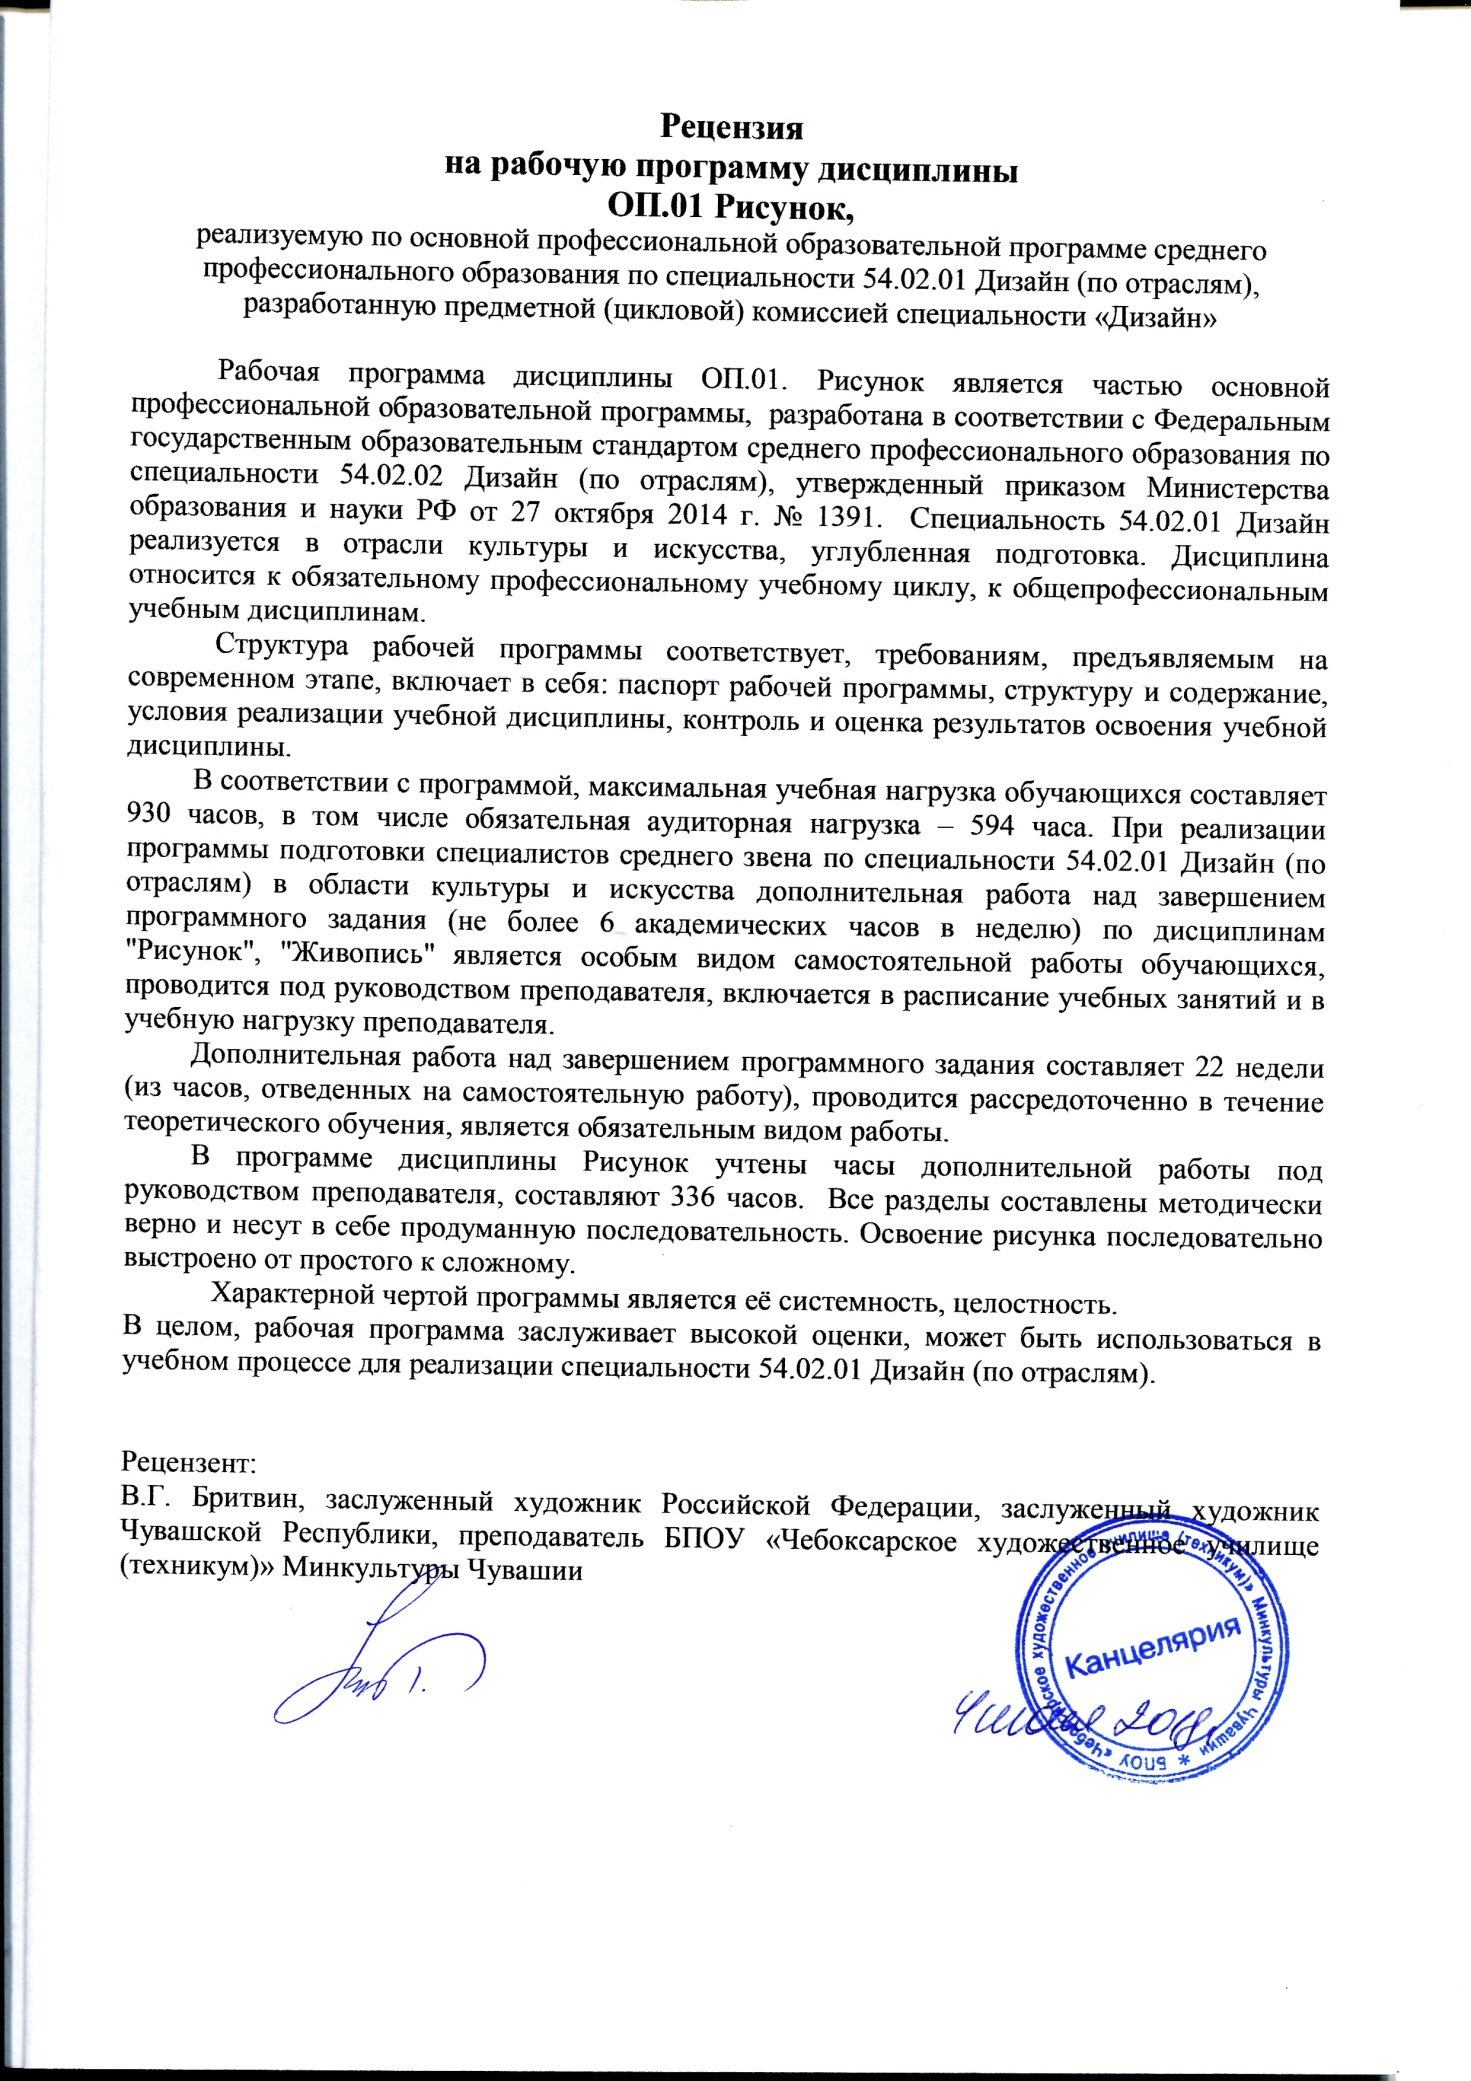 Рецензия
на рабочую программу дисциплины
ОП.01 Рисунок,
реализуемую по основной профессиональной образовательной программе среднего
профессионального образования по специальности 54.02.01 Дизайн (по отраслям),
разработанную предметной (цикловой) комиссией специальности «Дизайн»
Рабочая программа дисциплины ОП.01. Рисунок является частью основной
профессиональной образовательной программы, разработана в соответствии с Федеральным
государственным образовательным стандартом среднего профессионального образования по
специальности 54.02.02 Дизайн (по отраслям), утвержденный приказом Министерства
образования и науки РФ от 27 октября 2014 г. № 1391. Специальность 54.02.01 Дизайн
реализуется в отрасли культуры и искусства, углубленная подготовка. Дисциплина
относится к обязательному профессиональному учебному циклу, к общепрофессиональным
учебным дисциплинам.
Структура рабочей программы соответствует, требованиям, предъявляемым на
современном этапе, включает в себя: паспорт рабочей программы, структуру и содержание,
условия реализации учебной дисциплины, контроль и оценка результатов освоения учебной
дисциплины.
В соответствии с программой, максимальная учебная нагрузка обучающихся составляет
930 часов, в том числе обязательная аудиторная нагрузка – 594 часа. При реализации
программы подготовки специалистов среднего звена по специальности 54.02.01 Дизайн (по
отраслям) в области культуры и искусства дополнительная работа над завершением
программного задания (не более 6 академических часов в неделю) по дисциплинам
"Рисунок", "Живопись" является особым видом самостоятельной работы обучающихся,
проводится под руководством преподавателя, включается в расписание учебных занятий и в
учебную нагрузку преподавателя.
Дополнительная работа над завершением программного задания составляет 22 недели
(из часов, отведенных на самостоятельную работу), проводится рассредоточенно в течение
теоретического обучения, является обязательным видом работы.
В программе дисциплины Рисунок учтены часы дополнительной работы под
руководством преподавателя, составляют 336 часов. Все разделы составлены методически
верно и несут в себе продуманную последовательность. Освоение рисунка последовательно
выстроено от простого к сложному.
Характерной чертой программы является её системность, целостность.
В целом, рабочая программа заслуживает высокой оценки, может быть использоваться в
учебном процессе для реализации специальности 54.02.01 Дизайн (по отраслям).
Рецензент:
В.Г. Бритвин, заслуженный художник Российской Федерации, заслуженный художник
Чувашской Республики, преподаватель БПОУ «Чебоксарское художественное училище
(техникум)» Минкультуры Чувашии
БПОУ «Чебоксарское художественное училище (техникум)» Минкультуры Чувашии *
Канцелярия